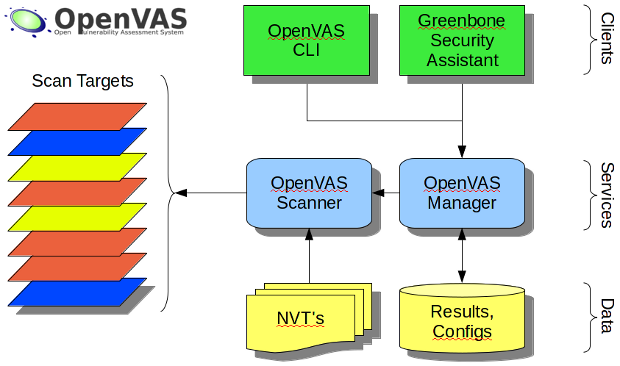 OpenVAS
Open Vulnerability Assessment System
OpenVAS
CLI
Greenbone
Security
Assistant
Clients
Scan Targets
OpenVAS
Scanner
OpenVAS
Manager
Services
NVT's
Results,
Configs
Data